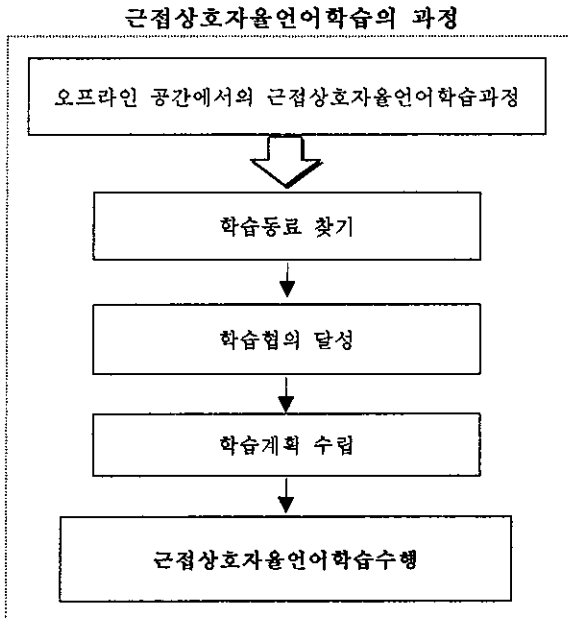 근접상호자율언어학습의 과정
오프라인 공간에서의 근접상호자율언어학습과정
학습동료 찾기
학습협의 달성
학습계획 수립
근접상호자율언어학습수행